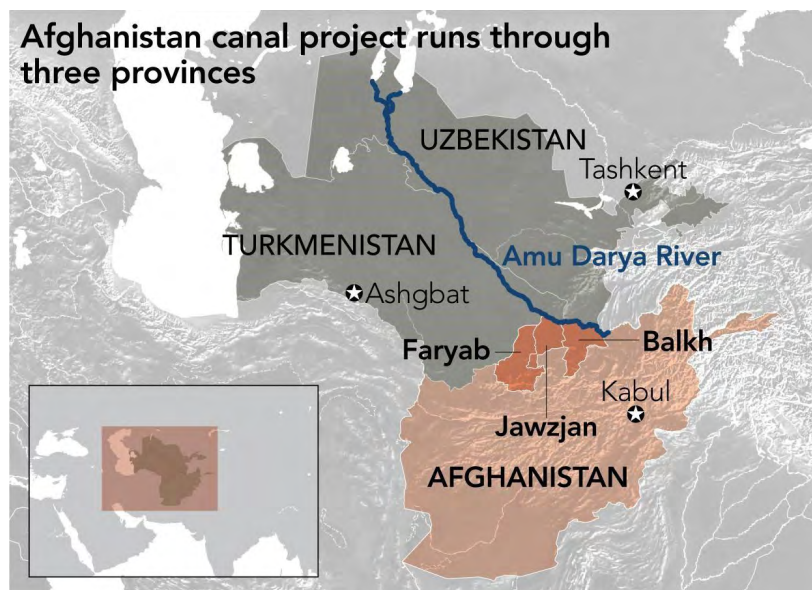 Afghanistan canal project runs through
three provinces
UZBEKISTAN
Tashkent
TURKMENISTAN
Amu Darya River
Ashgbat
Faryab
Balkh
Kabul
Jawzjan
AFGHANISTAN